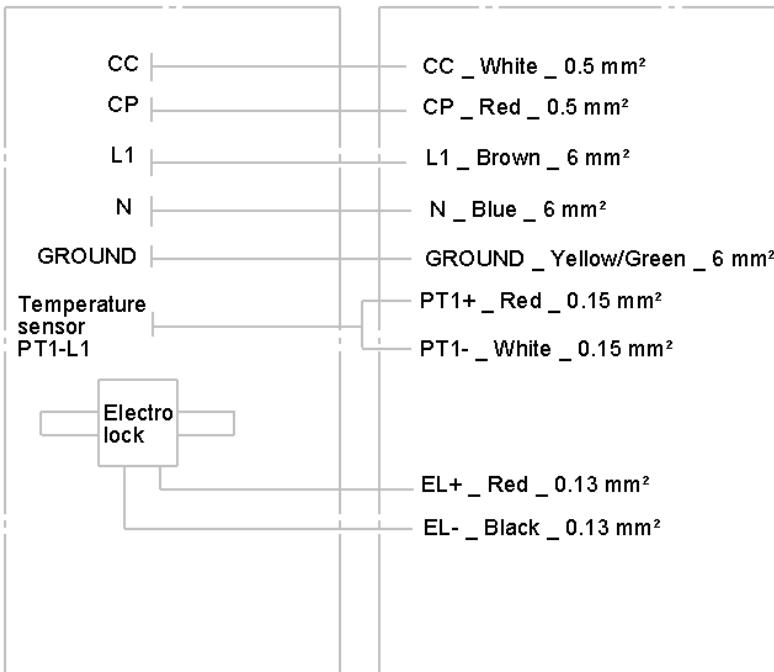 CC
CC _ White _ 0.5 mm²
CP
CP _ Red _ 0.5 mm²
L1
L1 _ Brown _ 6 mm²
N
N _ Blue _ 6 mm²
GROUND
GROUND _ Yellow/Green _ 6 mm²
Temperature
sensor
PT1-L1
PT1+ _ Red _ 0.15 mm²
PT1- _ White _ 0.15 mm²
Electro
lock
EL+ _ Red _ 0.13 mm²
EL- _ Black _ 0.13 mm²